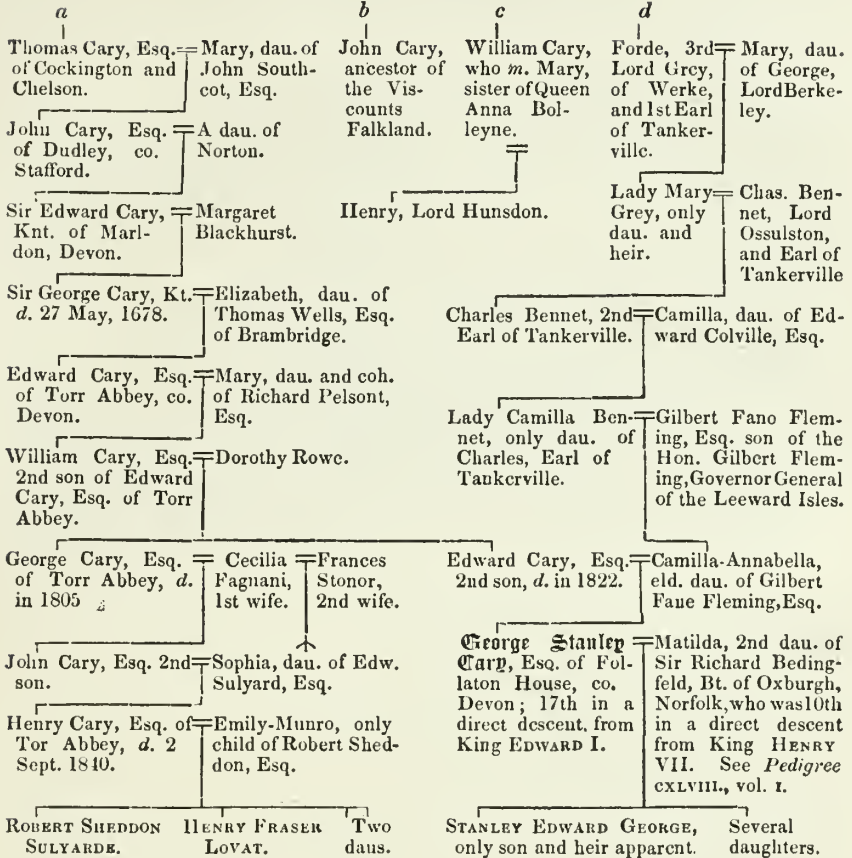 a b c d
Thomas Cary, Esq. of Cockington and Chelson.
Mary, dau. of John Southcot, Esq.
John Cary, ancestor of the Viscounts Falkland.
William Cary, who m. Mary, sister of Queen Anna Bolleyne.
Forde, 3rd Lord Grey, of Werke, and 1st Earl of Tankerville.
Mary, dau. of George, Lord Berkeley.
John Cary, Esq. of Dudley, co. Stafford.
A dau. of Norton.
Sir Edward Cary, Knt. of Marldon, Devon.
Margaret Blackhurst.
Henry, Lord Hunsdon.
Lady Mary Grey, only dau. and heir.
Chas. Bennet, Lord Ossulston, and Earl of Tankerville
Sir George Cary, Kt. d. 27 May, 1678.
Elizabeth, dau. of Thomas Wells, Esq. of Brambridge.
Charles Bennet, 2nd Earl of Tankerville.
Camilla, dau. of Edward Colville, Esq.
Edward Cary, Esq. of Torr Abbey, co. Devon.
Mary, dau. and coh. of Richard Pelsont, Esq.
Lady Camilla Bennet, only dau. of Charles, Earl of Tankerville.
Gilbert Fano Fleming, Esq. son of the Hon. Gilbert Fleming, Governor General of the Leeward Isles.
William Cary, Esq. 2nd son of Edward Cary, Esq. of Torr Abbey.
Dorothy Rowe.
George Cary, Esq. of Torr Abbey, d. in 1805
Cecilia Fagnani, 1st wife.
Frances Stonor, 2nd wife.
Edward Cary, Esq. 2nd son, d. in 1822.
Camilla-Annabella, eld. dau. of Gilbert Faue Fleming, Esq.
John Cary, Esq. 2nd son.
Sophia, dau. of Edw. Sulyard, Esq.
George Stanley Cary, Esq. of Follaton House, co. Devon; 17th in a direct descent, from King EDWARD I.
Matilda, 2nd dau. of Sir Richard Bedingfeld, Bt. of Oxburgh, Norfolk, who was 10th in a direct descent from King HENRY VII. See Pedigree CXLVIII., vol. I.
Henry Cary, Esq. of Tor Abbey, d. 2 Sept. 1840.
Emily-Munro, only child of Robert Sheddon, Esq.
ROBERT SHEDDON SULYARDE.
HENRY FRASER LOVAT.
Two daus.
STANLEY EDWARD GEORGE, only son and heir apparent.
Several daughters.